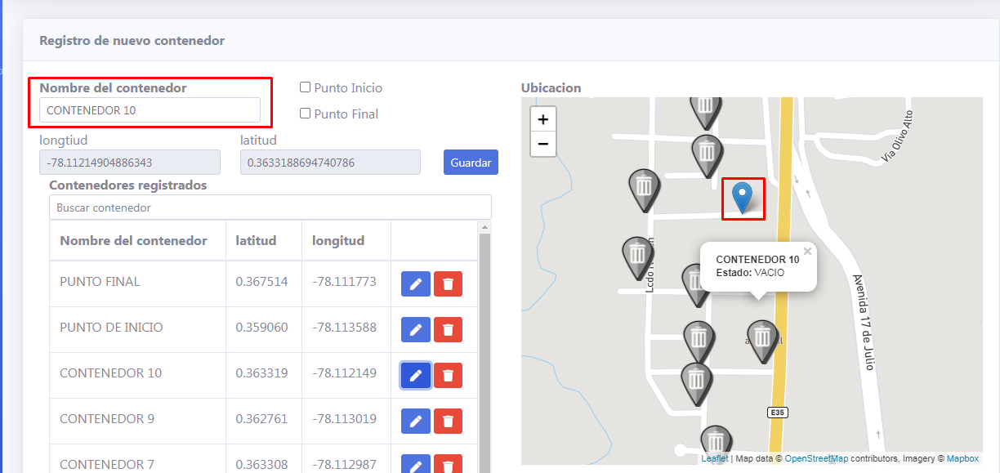 Registro de nuevo contenedor
Nombre del contenedor
CONTENEDOR 10
Punto Inicio
Punto Final
longtiud
latitud
-78.11214904886343
0.3633188694740786
Guardar
Contenedores registrados
Buscar contenedor
Nombre del contenedor latitud longitud
PUNTO FINAL 0.367514 -78.111773
PUNTO DE INICIO 0.359060 -78.113588
CONTENEDOR 10 0.363319 -78.112149
CONTENEDOR 9 0.362761 -78.113019
CONTENEDOR 7 0.363308 -78.112987
Ubicacion
+
−
Via Olivo Alto
Lcdo
CONTENEDOR 10
Estado: VACIO
×
Avenida 17 de Julio
E35
Leaflet | Map data © OpenStreetMap contributors, Imagery © Mapbox